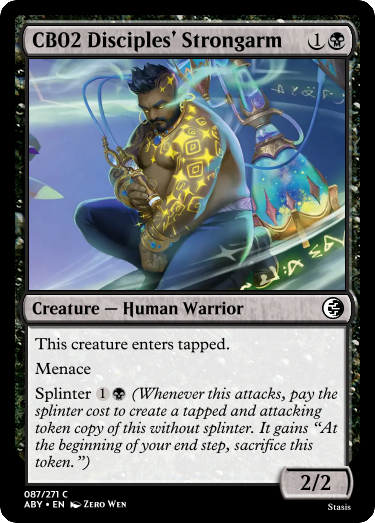 CB02 Disciples' Strongarm 1
Creature — Human Warrior
This creature enters tapped.
Menace
Splinter 1 (Whenever this attacks, pay the
splinter cost to create a tapped and attacking
token copy of this without splinter. It gains “At
the beginning of your end step, sacrifice this
token.”)
2/2
087/271 C
ABY • EN Zero Wen
Stasis